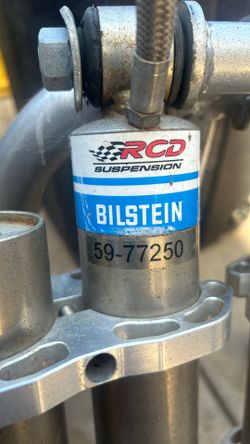 RCD
SUSPENSION
BILSTEIN
59-77250